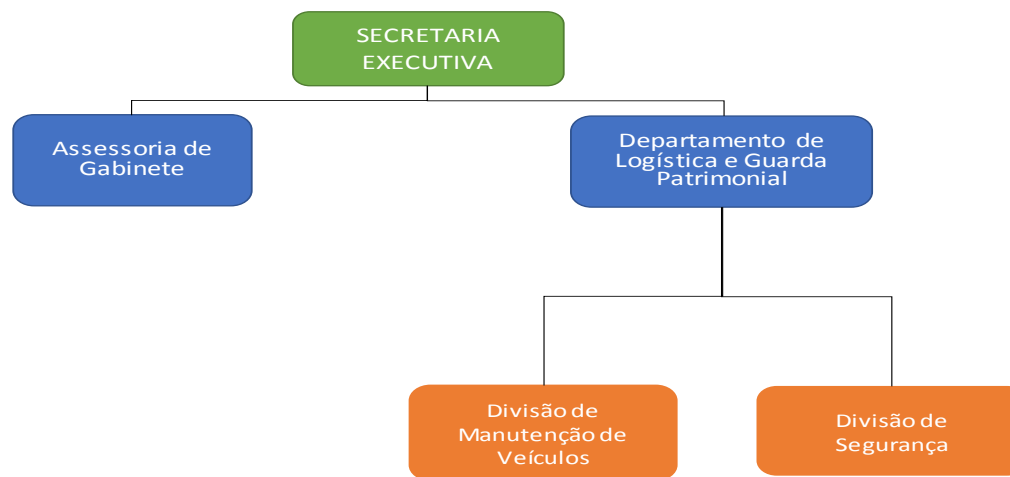 SECRETARIA
EXECUTIVA
Assessoria de
Gabinete
Departamento de
Logística e Guarda
Patrimonial
Divisão de
Manutenção de
Veículos
Divisão de
Segurança